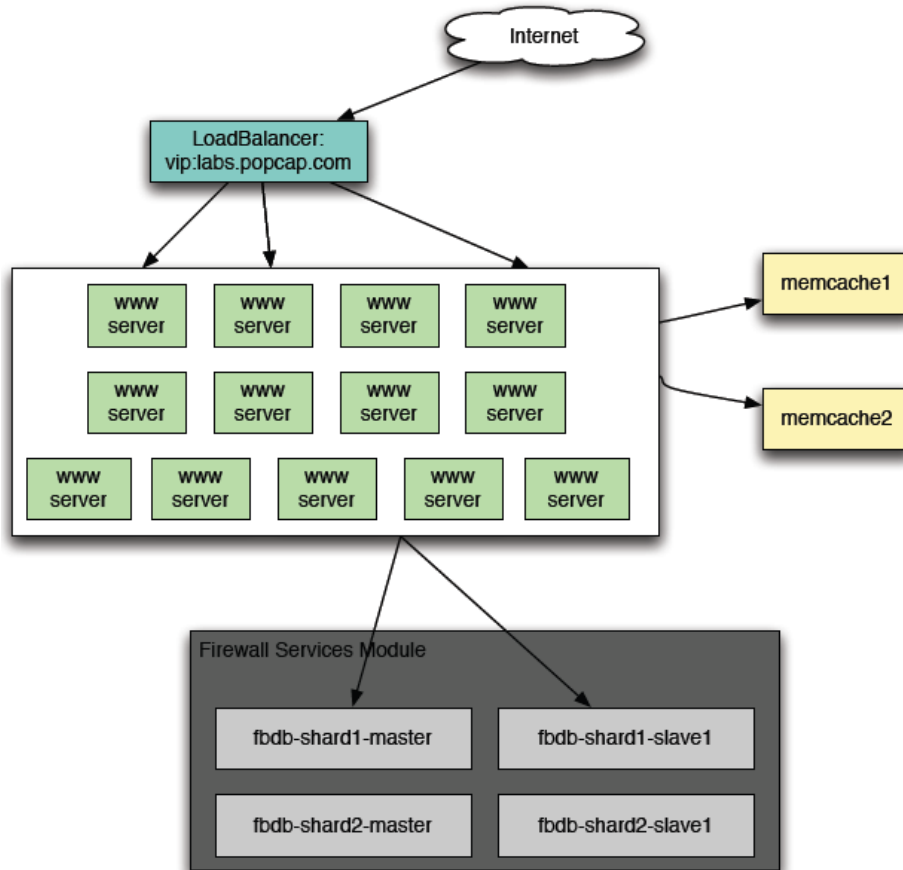 Internet
LoadBalancer:
vip:labs.popcap.com
www
server
www
server
www
server
www
server
memcache1
www
server
www
server
www
server
www
server
memcache2
www
server
www
server
www
server
www
server
www
server
Firewall Services Module
fbdb-shard1-master
fbdb-shard1-slave1
fbdb-shard2-master
fbdb-shard2-slave1